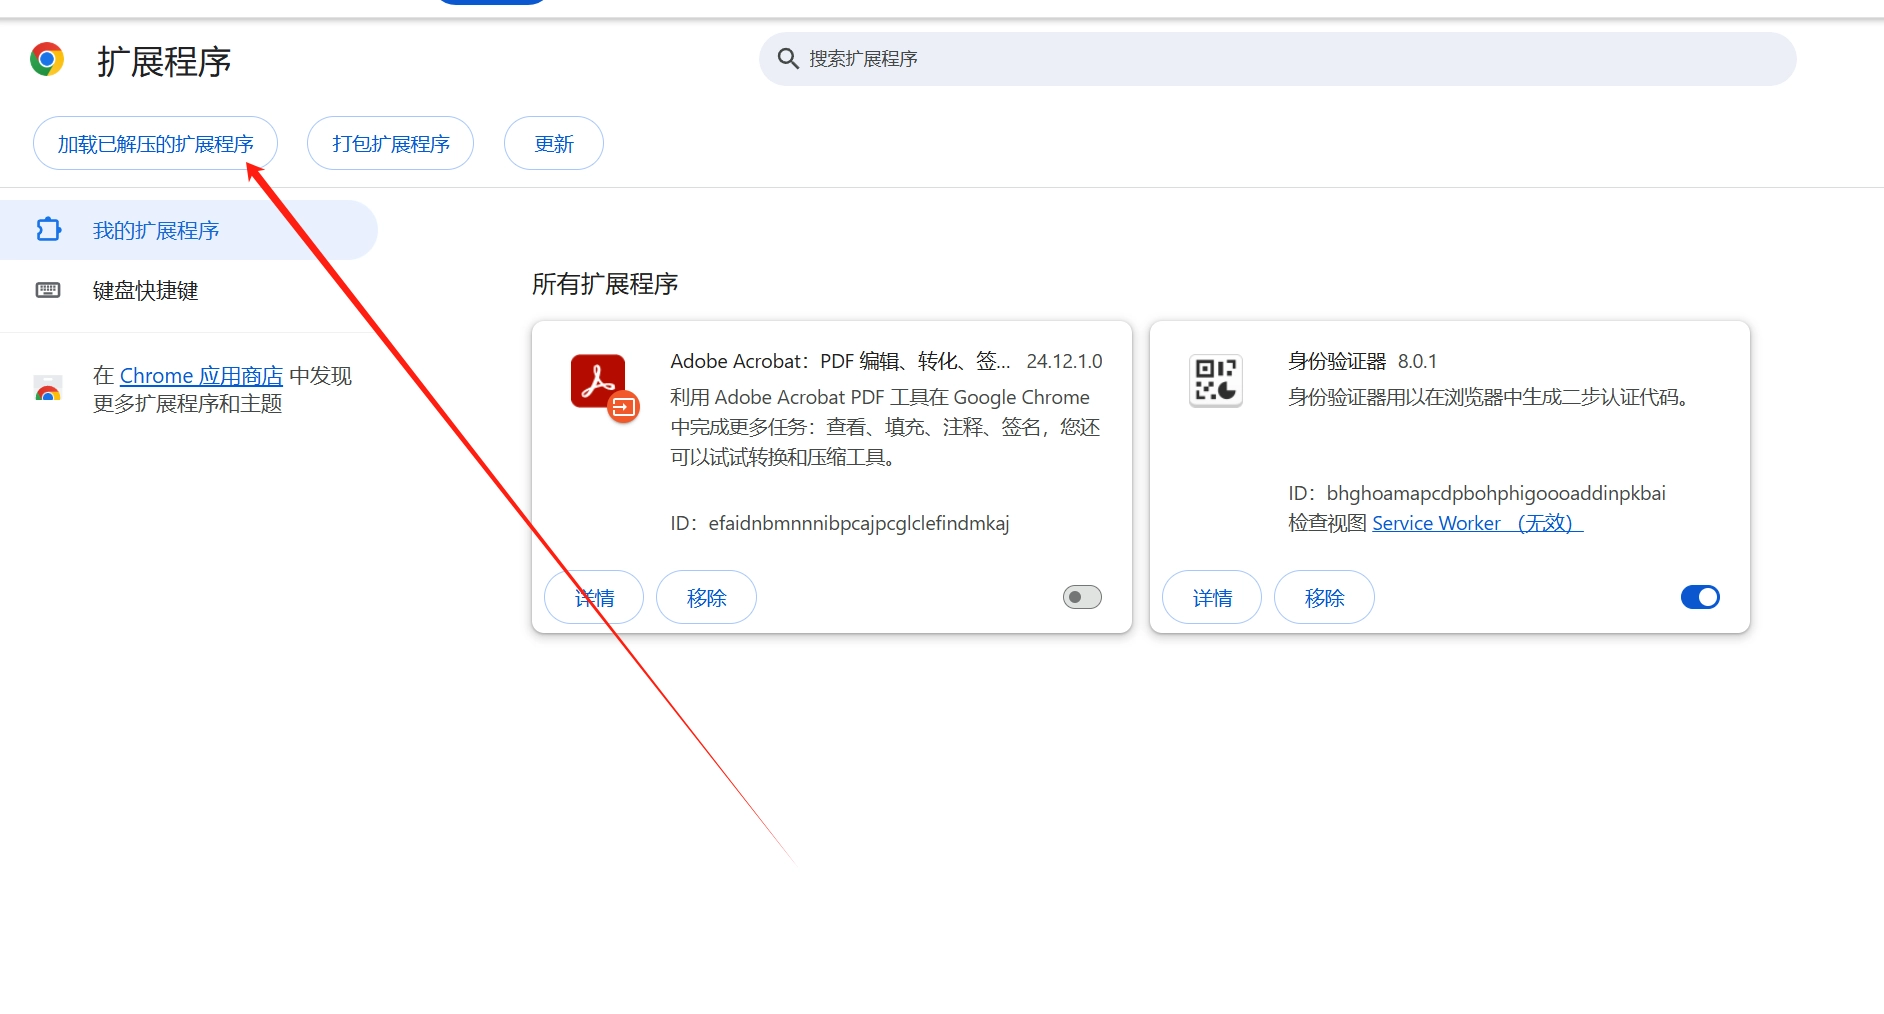 扩展程序
搜索扩展程序
加载已解压的扩展程序
打包扩展程序
更新
我的扩展程序
键盘快捷键
在 Chrome 应用商店 中发现
更多扩展程序和主题
所有扩展程序
Adobe Acrobat：PDF 编辑、转化、签... 24.12.1.0
利用 Adobe Acrobat PDF 工具在 Google Chrome
中完成更多任务：查看、填充、注释、签名，您还
可以试试转换和压缩工具。
ID：efaidnbmnnnibpcajpcglclefindmkaj
详情
移除
身份验证器 8.0.1
身份验证器用以在浏览器中生成二步认证代码。
ID：bhghoamapcdpbohphigoooaddinpkbai
检查视图 Service Worker （无效）
详情
移除